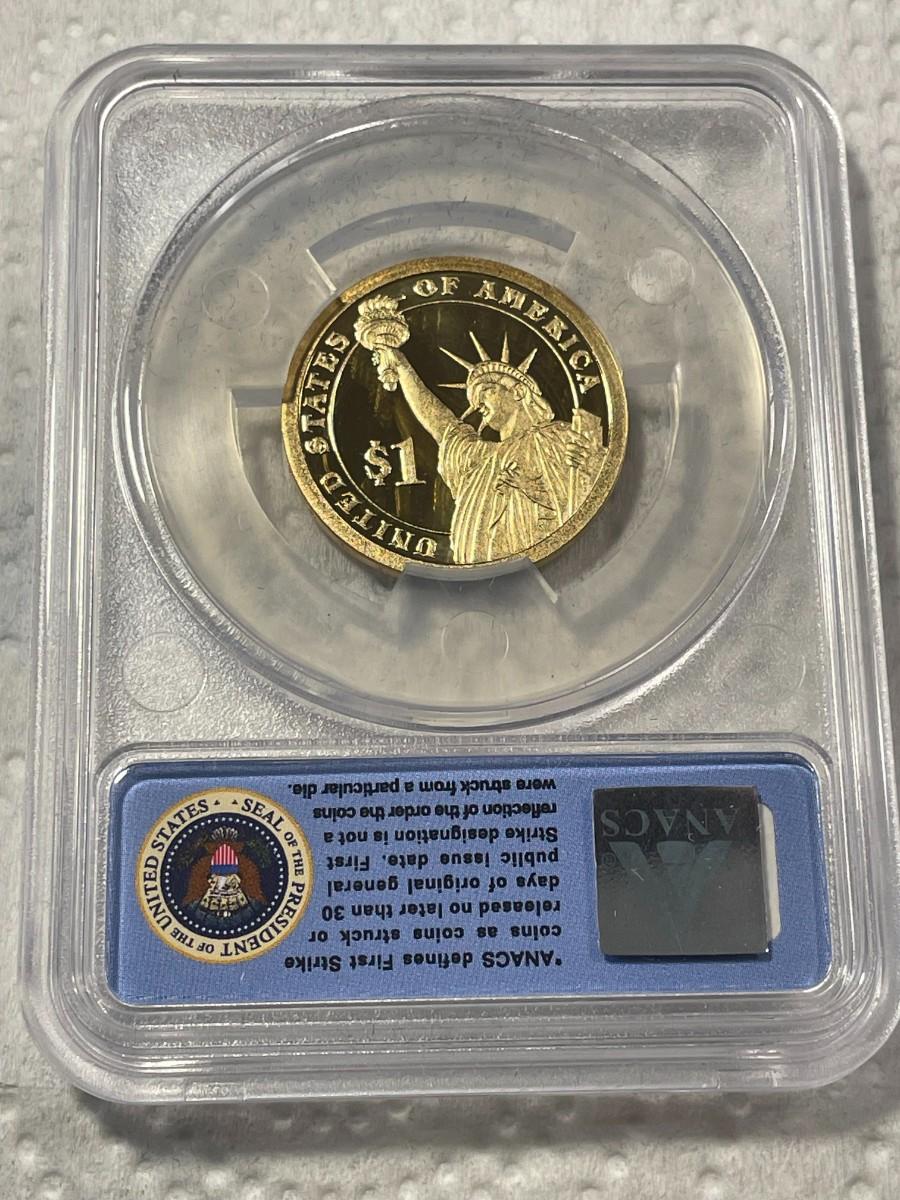 UNITED STATES OF AMERICA
$1
*ANACS defines First Strike
coins as coins struck or
released no later than 30
days of original general
public issue date. First
Strike designation is not a
reflection of the order the coins
were struck from a particular die.
SEAL OF THE PRESIDENT OF THE UNITED STATES
ANACS